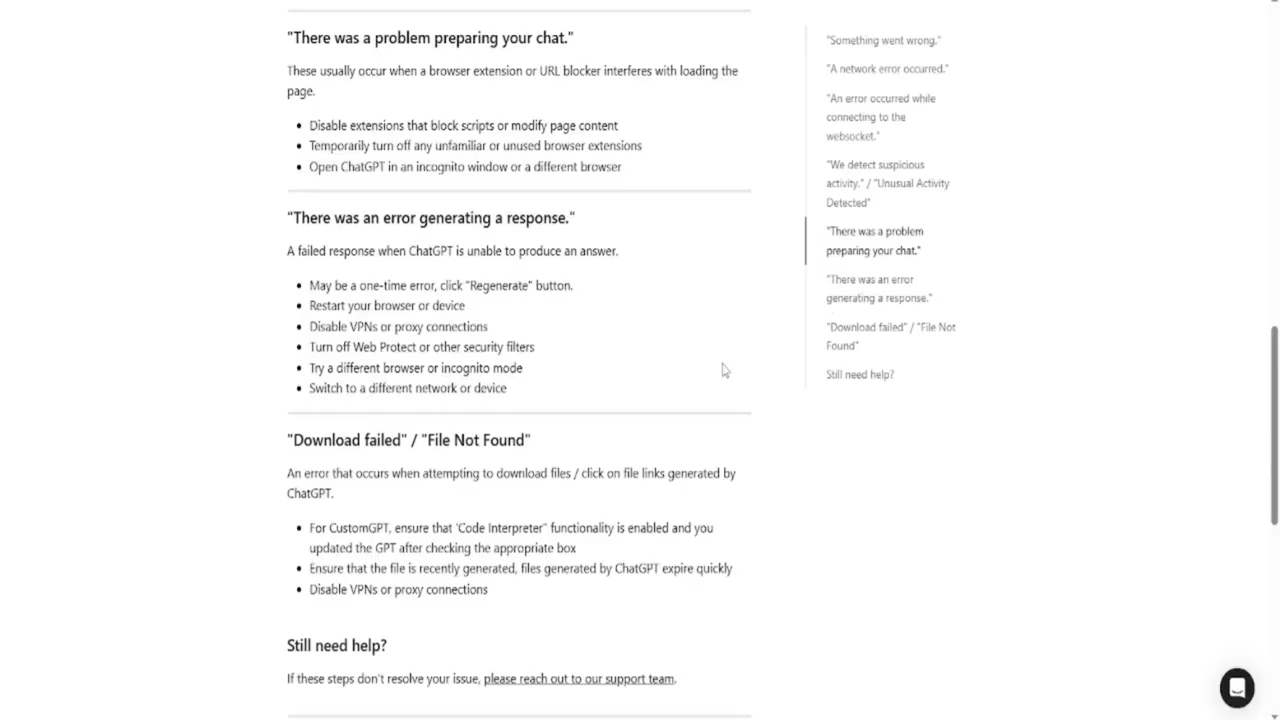 "There was a problem preparing your chat."
These usually occur when a browser extension or URL blocker interferes with loading the
page.
Disable extensions that block scripts or modify page content
Temporarily turn off any unfamiliar or unused browser extensions
Open ChatGPT in an incognito window or a different browser
"There was an error generating a response."
A failed response when ChatGPT is unable to produce an answer.
May be a one-time error, click "Regenerate" button.
Restart your browser or device
Disable VPNs or proxy connections
Turn off Web Protect or other security filters
Try a different browser or incognito mode
Switch to a different network or device
"Download failed" / "File Not Found"
An error that occurs when attempting to download files / click on file links generated by
ChatGPT.
For CustomGPT, ensure that 'Code Interpreter" functionality is enabled and you
updated the GPT after checking the appropriate box
Ensure that the file is recently generated, files generated by ChatGPT expire quickly
Disable VPNs or proxy connections
Still need help?
If these steps don't resolve your issue, please reach out to our support team.
"Something went wrong."
"A network error occurred."
"An error occurred while
connecting to the
websocket."
"We detect suspicious
activity." / "Unusual Activity
Detected"
"There was a problem
preparing your chat."
"There was an error
generating a response."
"Download failed" / "File Not
Found"
Still need help?